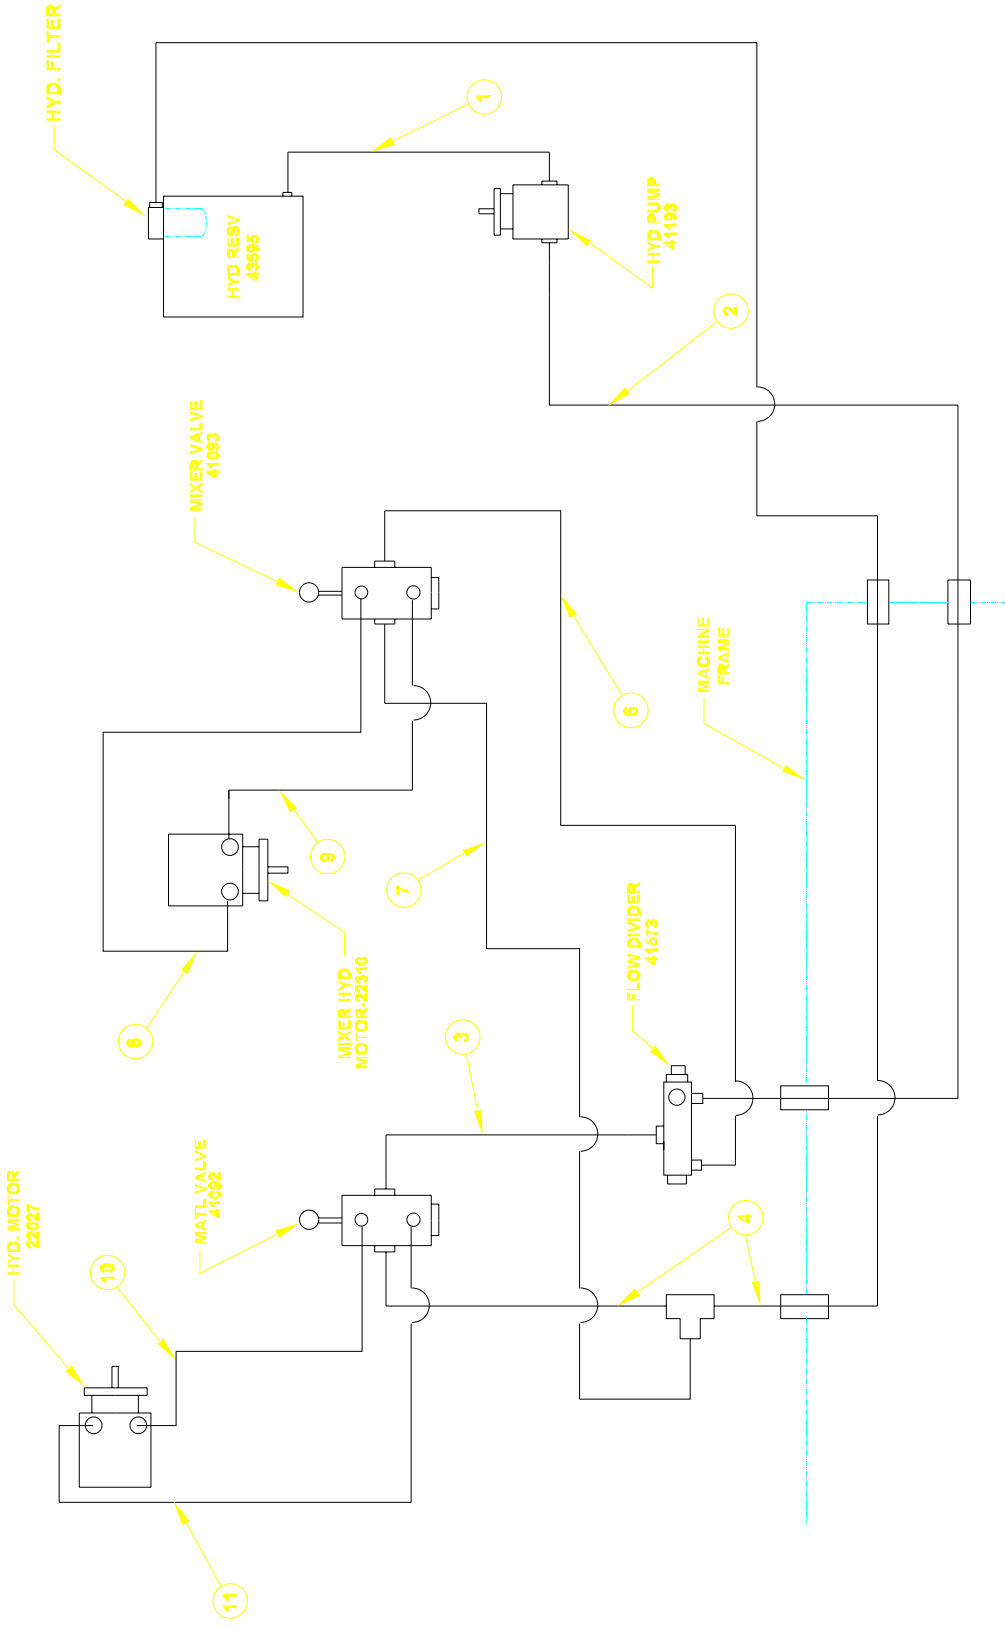 HYD. MOTOR
22027
10
11
MATL VALVE
41092
8
MIXER HYD
MOTOR-22310
9
3
7
4
FLOW DIVIDER
41573
MIXER VALVE
41093
6
MACHINE
FRAME
HYD. FILTER
HYD RESV
43595
1
HYD PUMP
41193
2